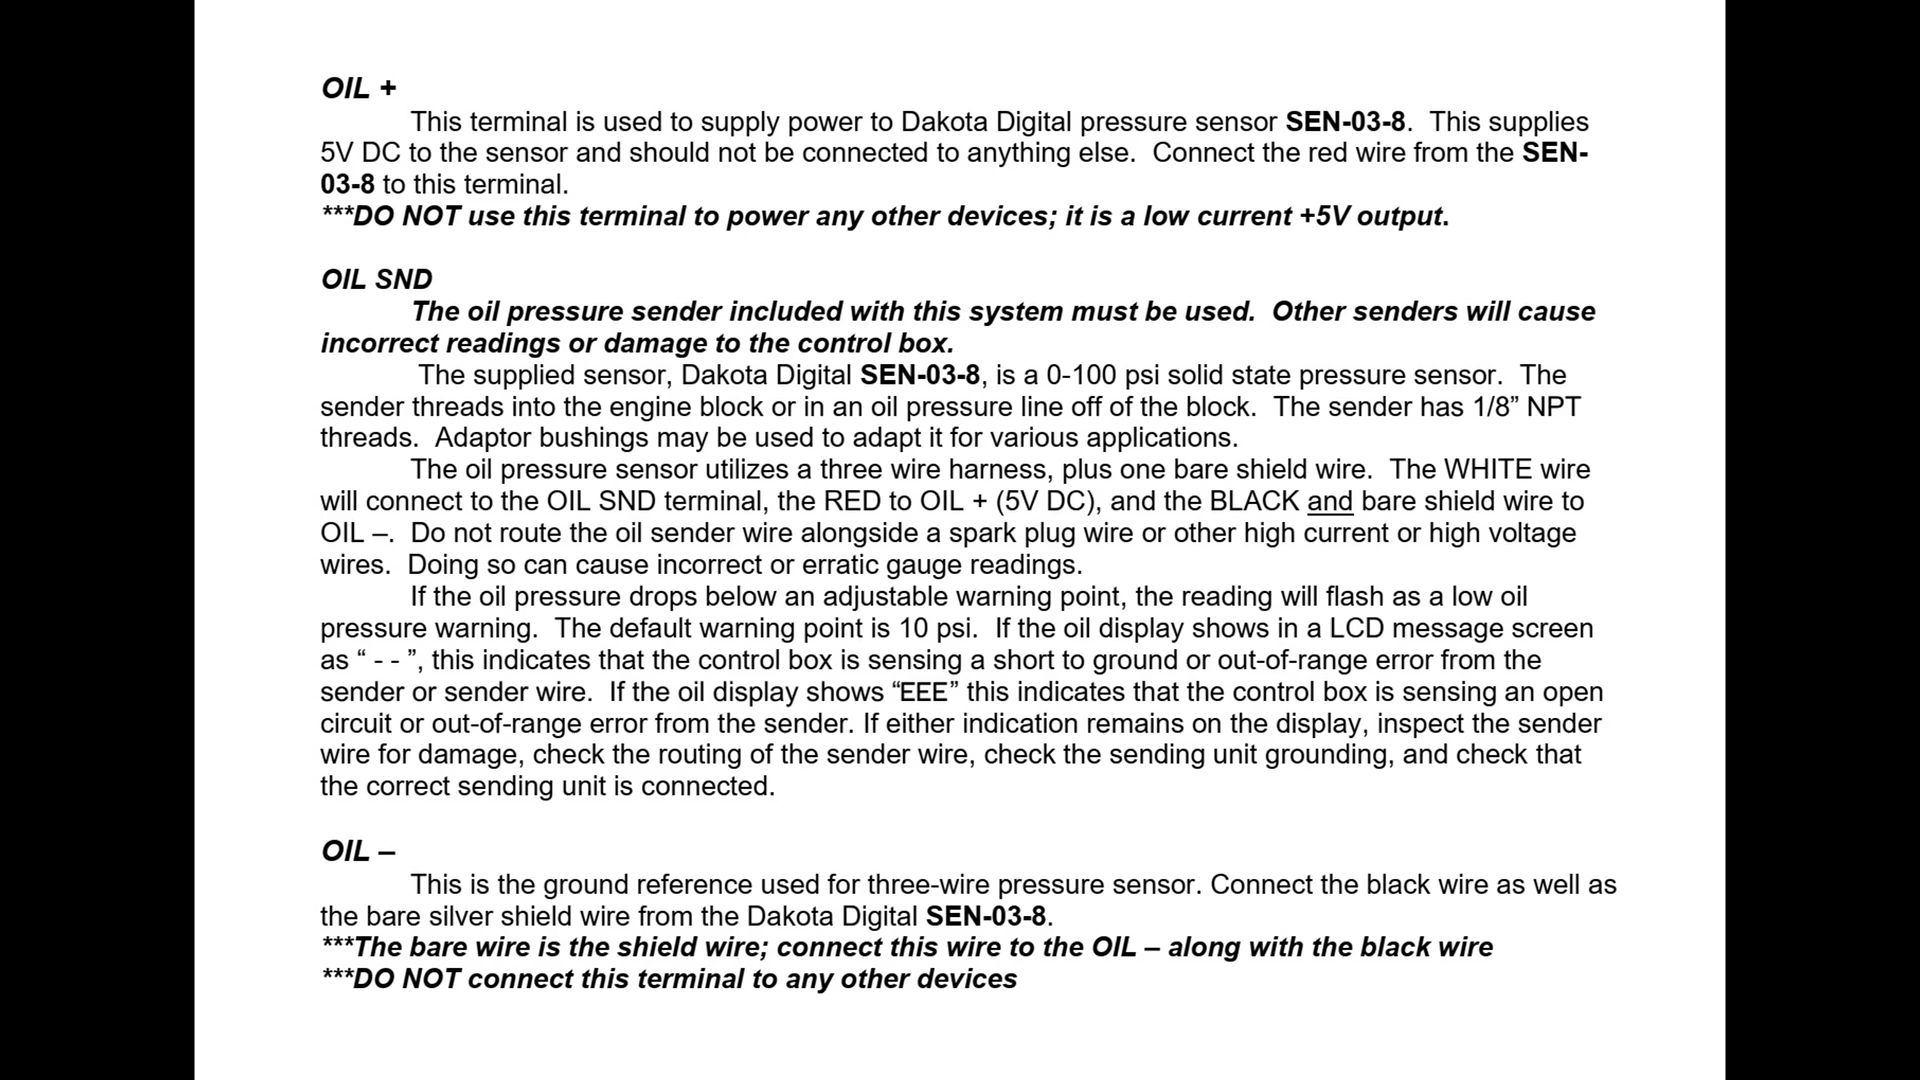 OIL +
This terminal is used to supply power to Dakota Digital pressure sensor SEN-03-8.  This supplies
5V DC to the sensor and should not be connected to anything else.  Connect the red wire from the SEN-
03-8 to this terminal.
***DO NOT use this terminal to power any other devices; it is a low current +5V output.
OIL SND
The oil pressure sender included with this system must be used.  Other senders will cause
incorrect readings or damage to the control box.
The supplied sensor, Dakota Digital SEN-03-8, is a 0-100 psi solid state pressure sensor.  The
sender threads into the engine block or in an oil pressure line off of the block.  The sender has 1/8” NPT
threads.  Adaptor bushings may be used to adapt it for various applications.
The oil pressure sensor utilizes a three wire harness, plus one bare shield wire.  The WHITE wire
will connect to the OIL SND terminal, the RED to OIL + (5V DC), and the BLACK and bare shield wire to
OIL –.  Do not route the oil sender wire alongside a spark plug wire or other high current or high voltage
wires.  Doing so can cause incorrect or erratic gauge readings.
If the oil pressure drops below an adjustable warning point, the reading will flash as a low oil
pressure warning.  The default warning point is 10 psi.  If the oil display shows in a LCD message screen
as “ - - ”, this indicates that the control box is sensing a short to ground or out-of-range error from the
sender or sender wire.  If the oil display shows “EEE” this indicates that the control box is sensing an open
circuit or out-of-range error from the sender. If either indication remains on the display, inspect the sender
wire for damage, check the routing of the sender wire, check the sending unit grounding, and check that
the correct sending unit is connected.
OIL –
This is the ground reference used for three-wire pressure sensor. Connect the black wire as well as
the bare silver shield wire from the Dakota Digital SEN-03-8.
***The bare wire is the shield wire; connect this wire to the OIL – along with the black wire
***DO NOT connect this terminal to any other devices